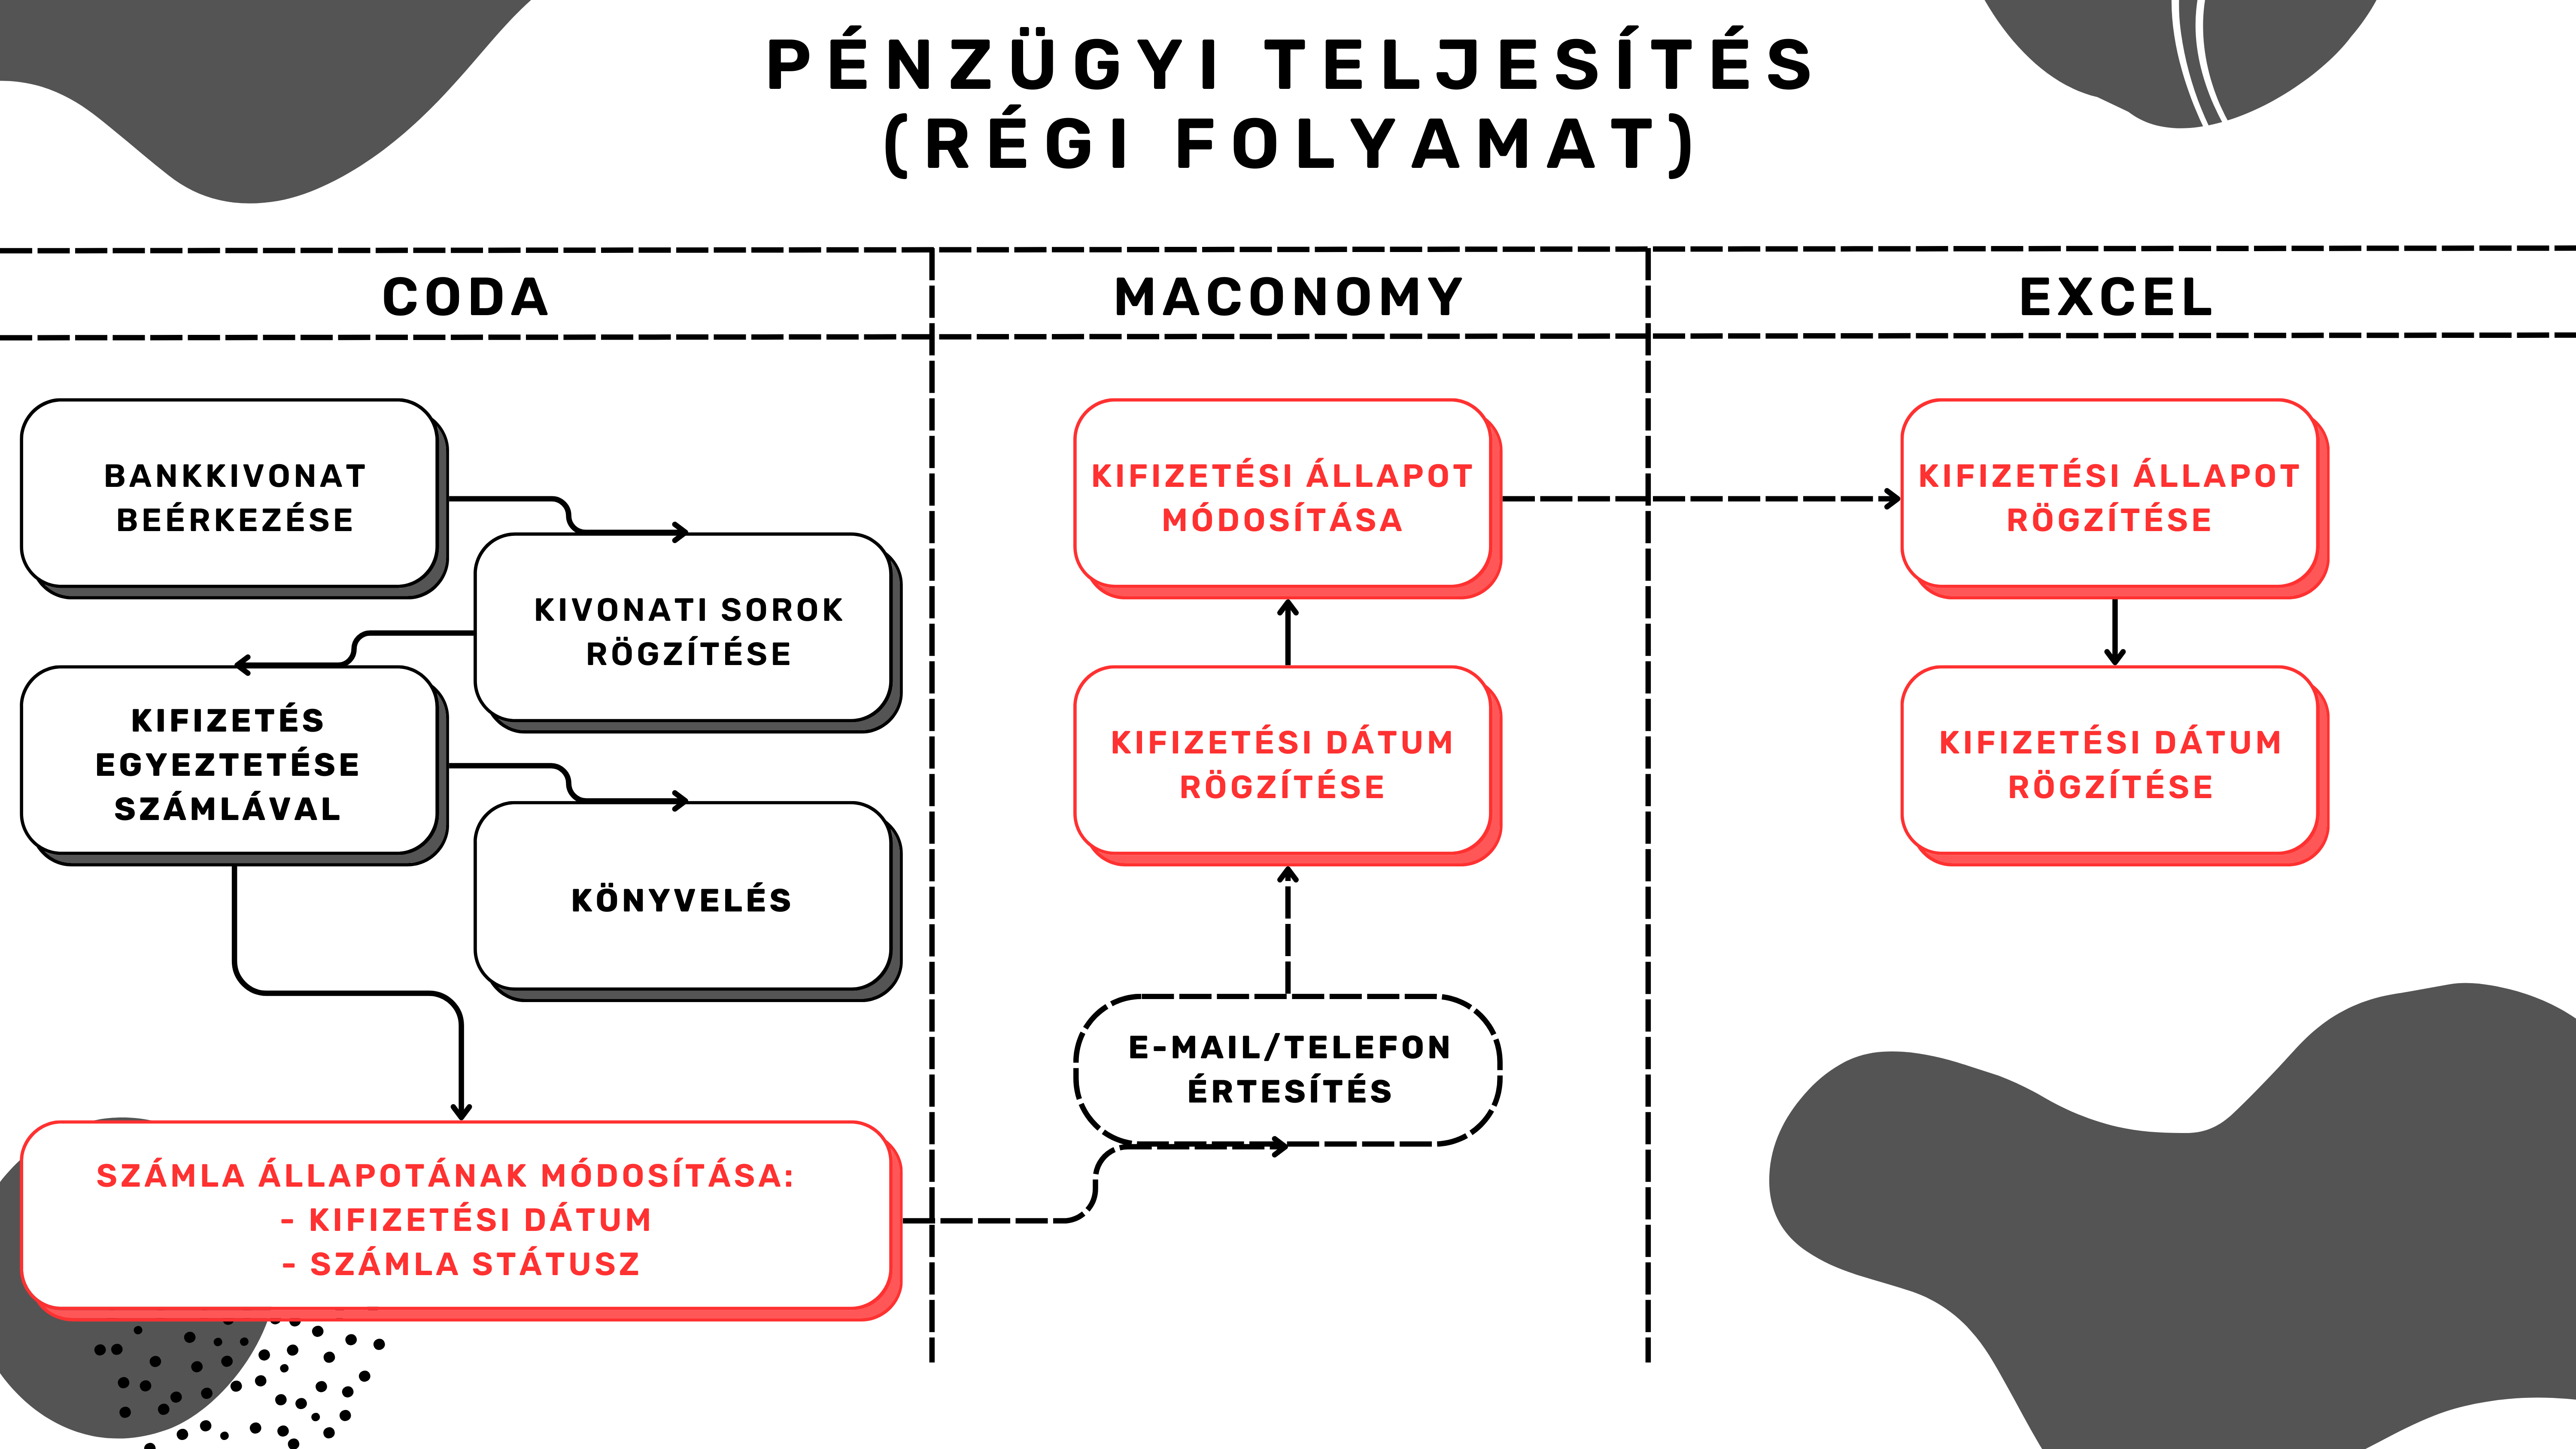 PÉNZÜGYI TELJESÍTÉS
(RÉGI FOLYAMAT)
CODA
MACONOMY
EXCEL
BANKKIVONAT
BEÉRKEZÉSE
KIVONATI SOROK
RÖGZÍTÉSE
KIFIZETÉS
EGYEZTETÉSE
SZÁMLÁVAL
KÖNYVELÉS
SZÁMLA ÁLLAPOTÁNAK MÓDOSÍTÁSA:
- KIFIZETÉSI DÁTUM
- SZÁMLA STÁTUSZ
KIFIZETÉSI ÁLLAPOT
MÓDOSÍTÁSA
KIFIZETÉSI DÁTUM
RÖGZÍTÉSE
E-MAIL/TELEFON
ÉRTESÍTÉS
KIFIZETÉSI ÁLLAPOT
RÖGZÍTÉSE
KIFIZETÉSI DÁTUM
RÖGZÍTÉSE